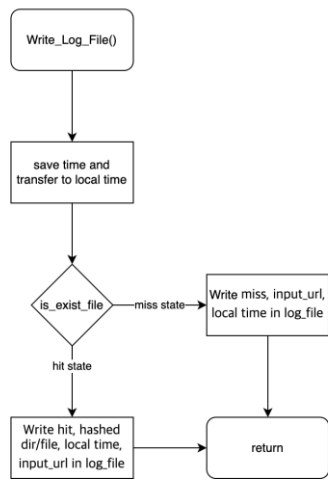 Write_Log_File()
save time and
transfer to local time
is_exist_file
miss state
Write miss, input_url,
local time in log_file
hit state
Write hit, hashed
dir/file, local time,
input_url in log_file
return